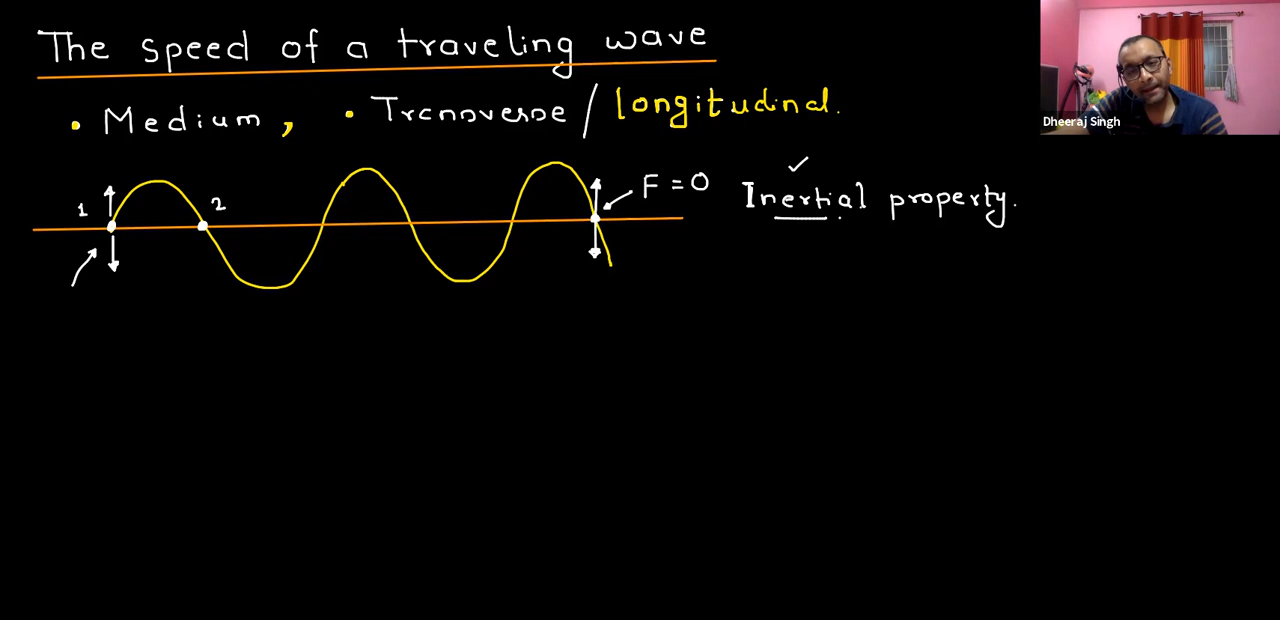 The speed of a traveling wave
• Medium, • Transverse / longitudinal.
Dheeraj Singh
1 2 F = 0 Inertial property.